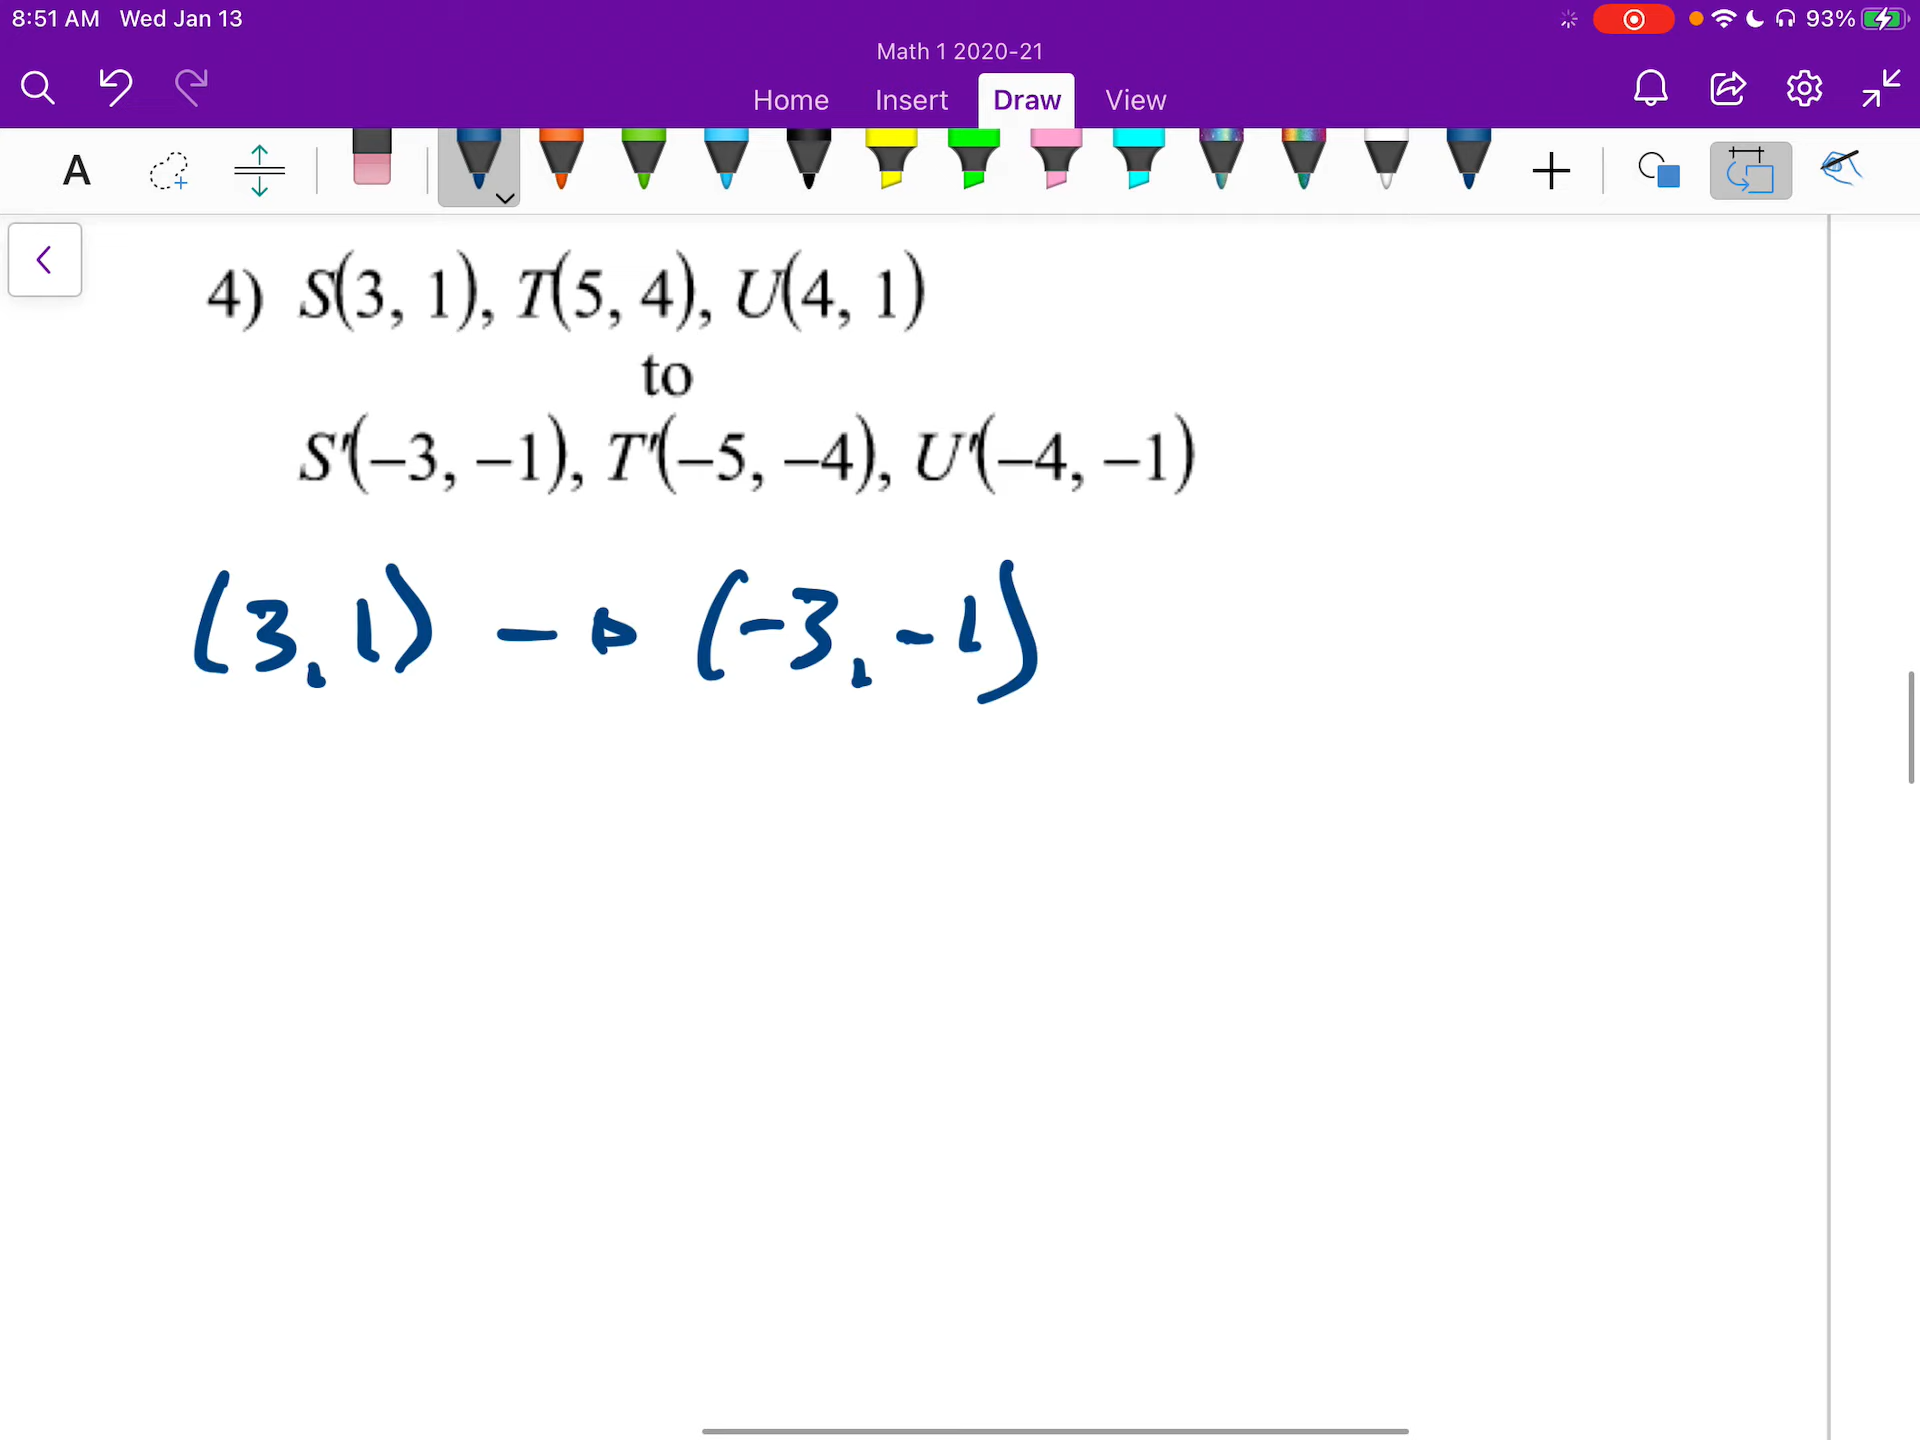 8:51 AM Wed Jan 13
93%
Math 1 2020-21
Home Insert Draw View
A
4) S(3, 1), T(5, 4), U(4, 1)
to
S'(−3, −1), T'(−5, −4), U'(−4, −1)
(3, 1) → (-3, -1)